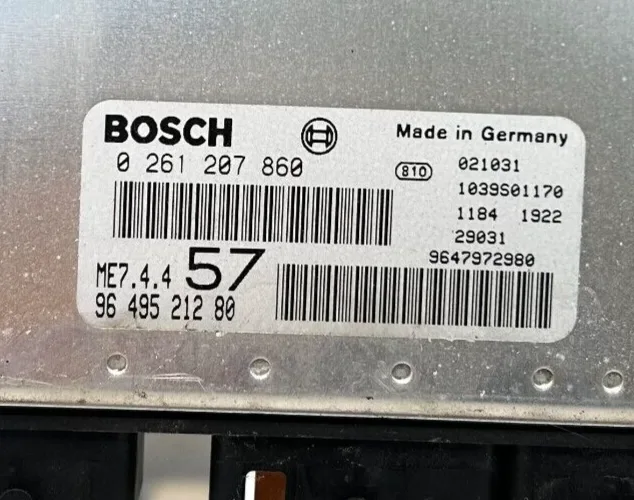 BOSCH
Made in Germany
0 261 207 860
810
021031
1039S01170
1184 1922
29031
9647972980
ME7.4.4 57
96 495 212 80